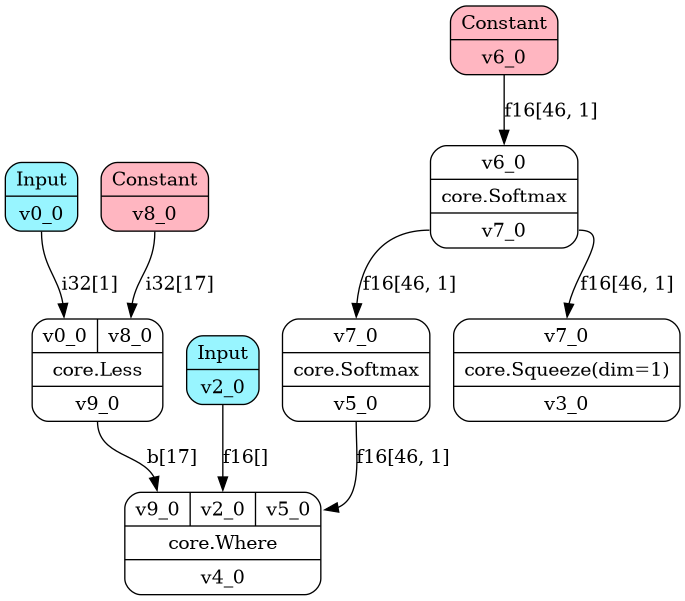 Constant
v6_0
f16[46, 1]
v6_0
core.Softmax
v7_0
Input
v0_0
Constant
v8_0
i32[1]
i32[17]
f16[46, 1]
f16[46, 1]
v0_0 v8_0
core.Less
v9_0
Input
v2_0
v7_0
core.Softmax
v5_0
v7_0
core.Squeeze(dim=1)
v3_0
b[17]
f16[]
f16[46, 1]
v9_0 v2_0 v5_0
core.Where
v4_0